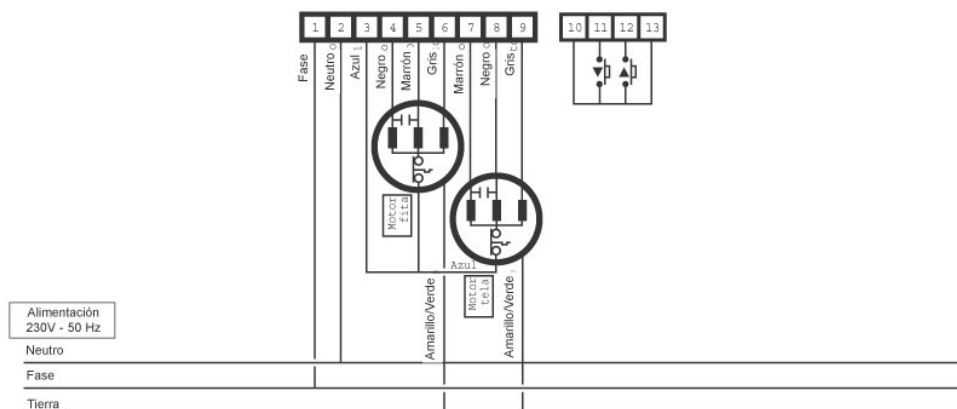 1 2 3 4 5 6 7 8 9
10 11 12 13
Fase
Neutro
Azul
Negro
Marrón
Gris
Marrón
Negro
Gris
Motor
fita
Azul
Motor
tela
Amarillo/Verde
Amarillo/Verde
Alimentación
230V - 50 Hz
Neutro
Fase
Tierra